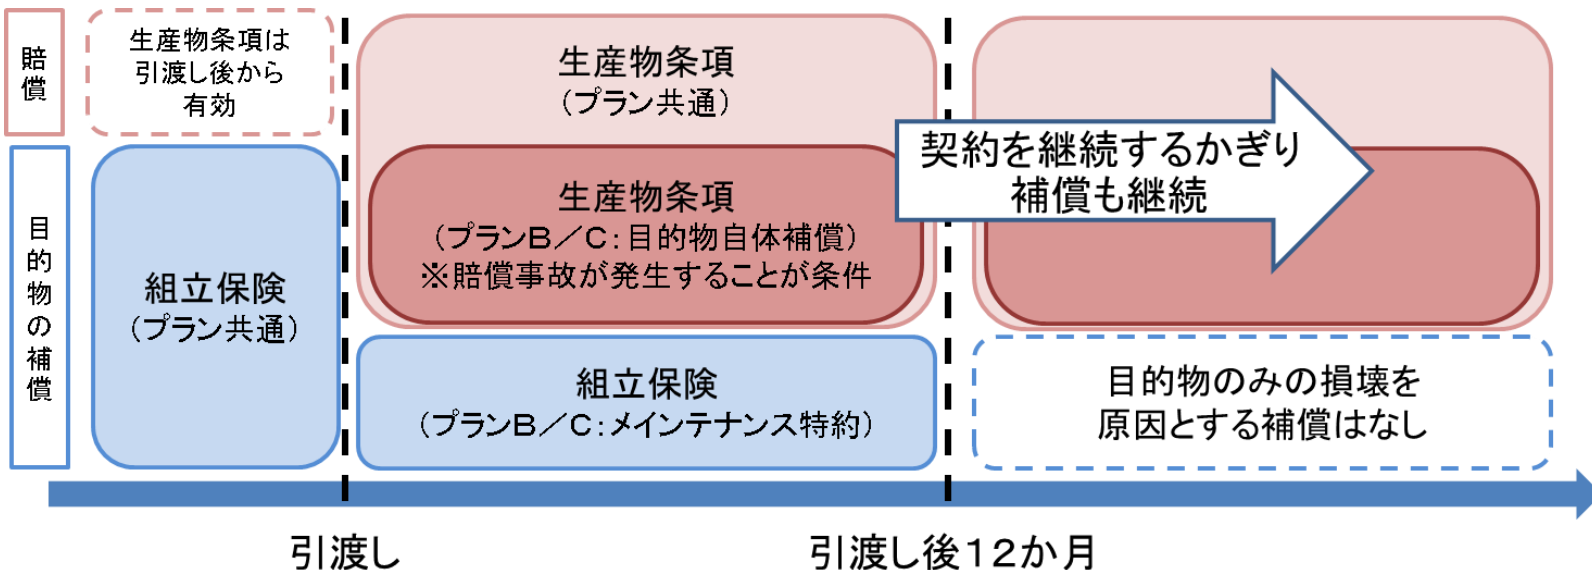 賠償
生産物条項は
引渡し後から
有効
生産物条項
（プラン共通）
契約を継続するかぎり
補償も継続
生産物条項
（プランＢ／Ｃ：目的物自体補償）
※賠償事故が発生することが条件
目的物の補償
組立保険
（プラン共通）
組立保険
（プランＢ／Ｃ：メインテナンス特約）
目的物のみの損壊を
原因とする補償はなし
引渡し
引渡し後１２か月